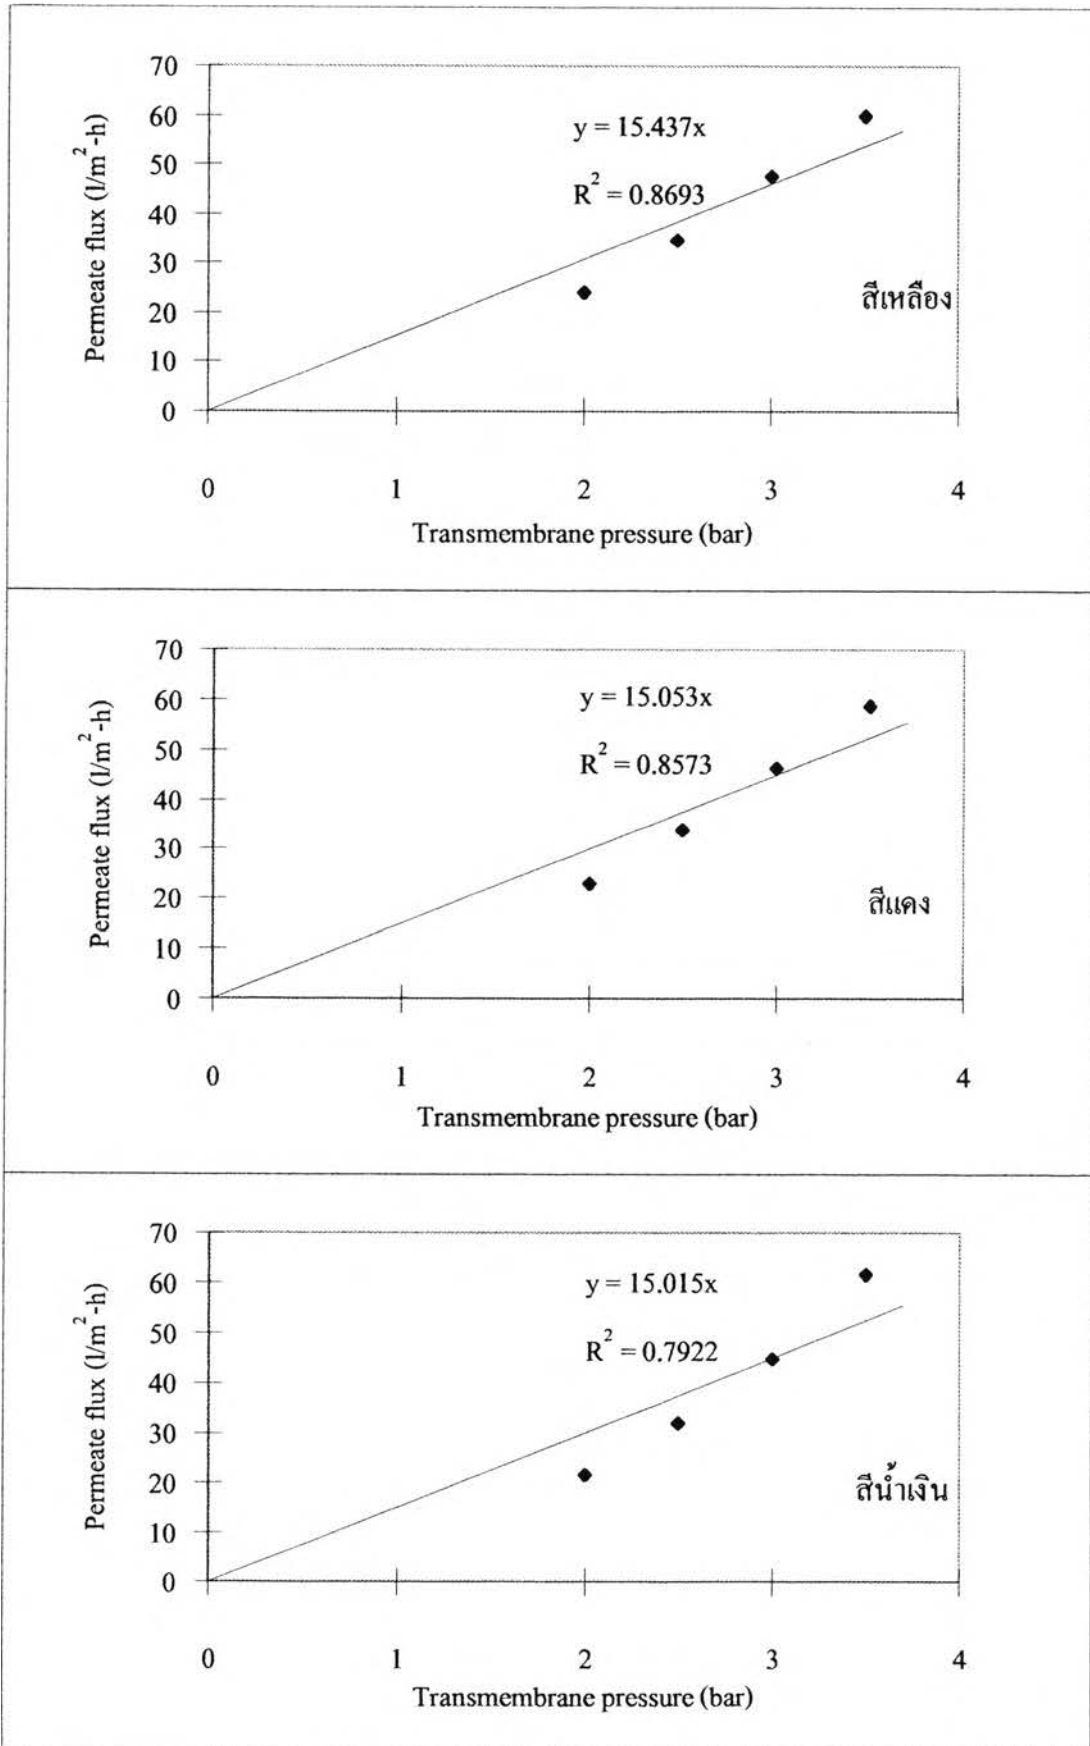 70
60
50
40
30
20
10
0
Permeate flux (l/m²-h)
y = 15.437x
R² = 0.8693
สีเหลือง
0 1 2 3 4
Transmembrane pressure (bar)
70
60
50
40
30
20
10
0
Permeate flux (l/m²-h)
y = 15.053x
R² = 0.8573
สีแดง
0 1 2 3 4
Transmembrane pressure (bar)
70
60
50
40
30
20
10
0
Permeate flux (l/m²-h)
y = 15.015x
R² = 0.7922
สีน้ำเงิน
0 1 2 3 4
Transmembrane pressure (bar)